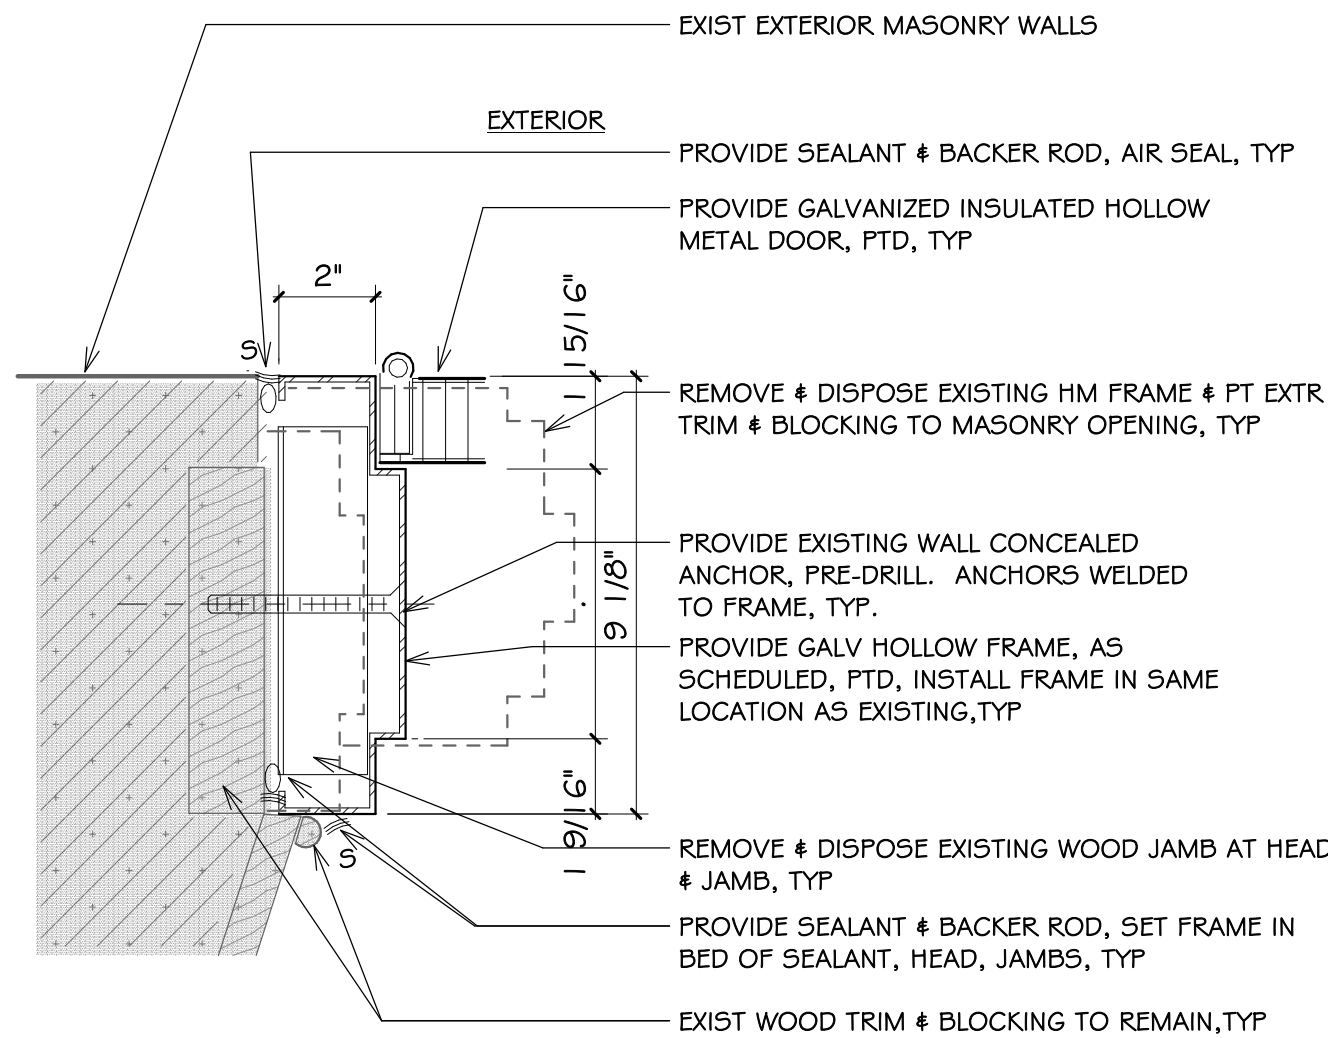 EXIST EXTERIOR MASONRY WALLS
EXTERIOR
PROVIDE SEALANT & BACKER ROD, AIR SEAL, TYP
PROVIDE GALVANIZED INSULATED HOLLOW
METAL DOOR, PTD, TYP
2"
1 15/16"
S
REMOVE & DISPOSE EXISTING HM FRAME & PT EXTR
TRIM & BLOCKING TO MASONRY OPENING, TYP
PROVIDE EXISTING WALL CONCEALED
ANCHOR, PRE-DRILL. ANCHORS WELDED
TO FRAME, TYP.
9 1/8"
PROVIDE GALV HOLLOW FRAME, AS
SCHEDULED, PTD, INSTALL FRAME IN SAME
LOCATION AS EXISTING,TYP
1 9/16"
S
REMOVE & DISPOSE EXISTING WOOD JAMB AT HEAD
& JAMB, TYP
PROVIDE SEALANT & BACKER ROD, SET FRAME IN
BED OF SEALANT, HEAD, JAMBS, TYP
EXIST WOOD TRIM & BLOCKING TO REMAIN,TYP